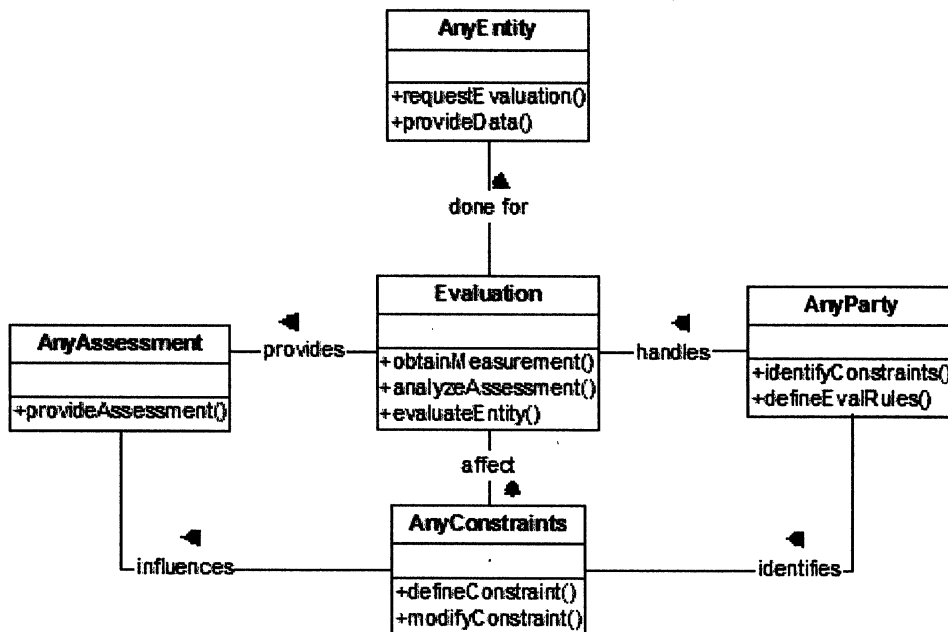 AnyEntity
+requestEvaluation()
+provideData()
done for
Evaluation
+obtainMeasurement()
+analyzeAssessment()
+evaluateEntity()
AnyParty
+identifyConstraints()
+defineEvalRules()
AnyAssessment
+provideAssessment()
provides
handles
affect
AnyConstraints
+defineConstraint()
+modifyConstraint()
influences
identifies